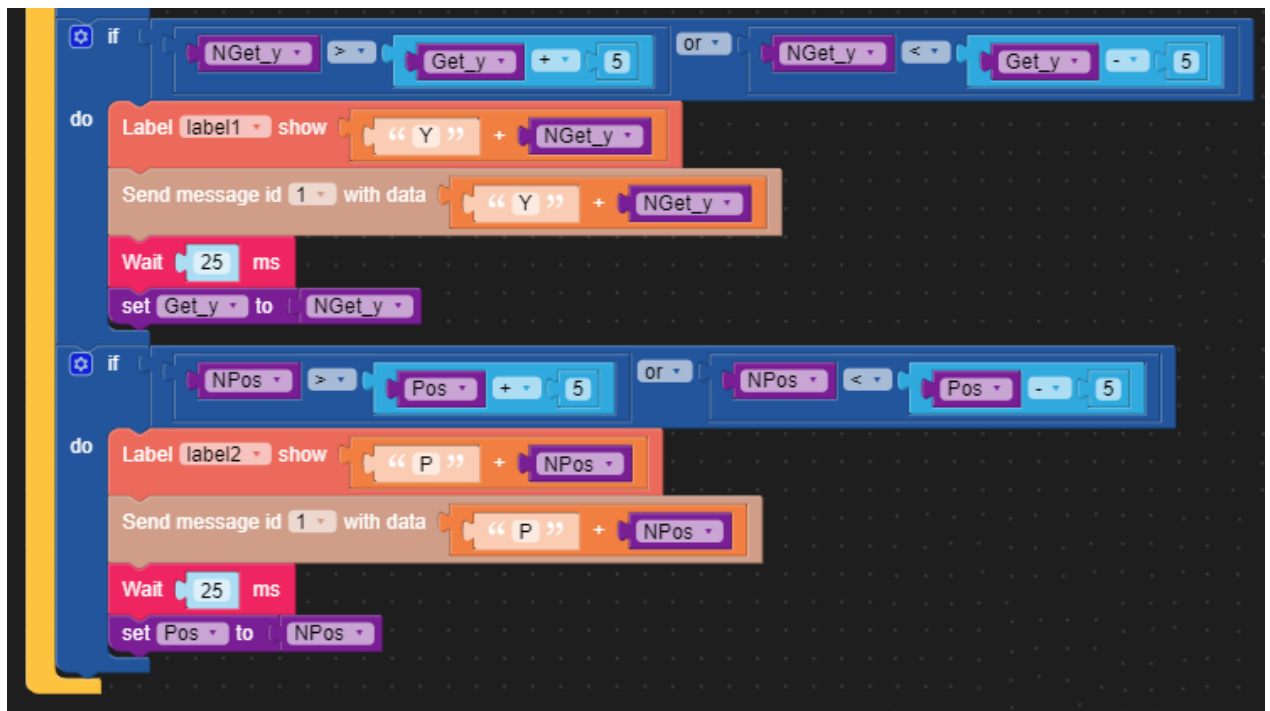 if NGet_y > Get_y + 5 or NGet_y < Get_y - 5
do Label label1 show “ Y ” + NGet_y
Send message id 1 with data “ Y ” + NGet_y
Wait 25 ms
set Get_y to NGet_y
if NPos > Pos + 5 or NPos < Pos - 5
do Label label2 show “ P ” + NPos
Send message id 1 with data “ P ” + NPos
Wait 25 ms
set Pos to NPos